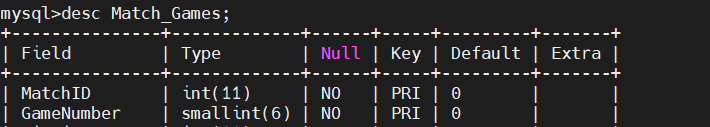 mysql>desc Match_Games;
+---------------+-------------+------+-----+---------+-------+
| Field | Type | Null | Key | Default | Extra |
+---------------+-------------+------+-----+---------+-------+
| MatchID | int(11) | NO | PRI | 0 | |
| GameNumber | smallint(6) | NO | PRI | 0 | |